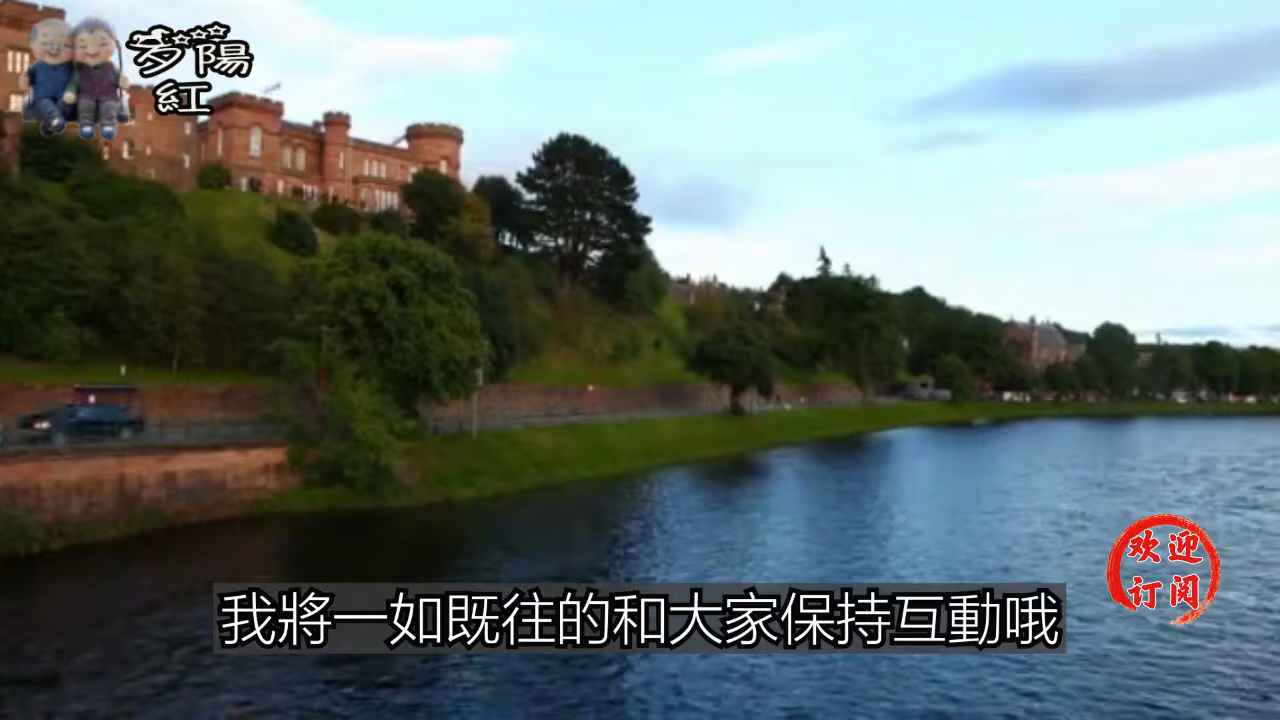 夕陽
紅
欢迎
订阅
我將一如既往的和大家保持互動哦